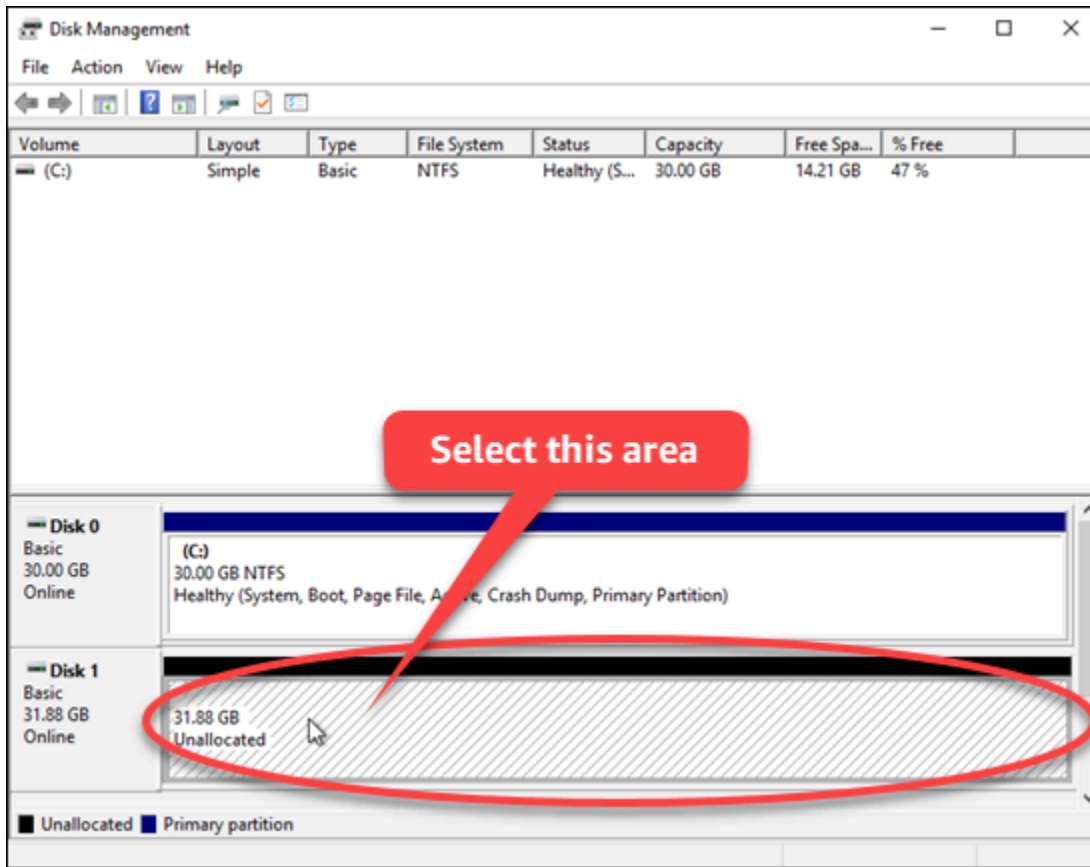 Disk Management
File Action View Help
Volume Layout Type File System Status Capacity Free Spa... % Free
(C:) Simple Basic NTFS Healthy (S... 30.00 GB 14.21 GB 47 %
Select this area
Disk 0
Basic
30.00 GB
Online
(C:)
30.00 GB NTFS
Healthy (System, Boot, Page File, Crash Dump, Primary Partition)
Disk 1
Basic
31.88 GB
Online
31.88 GB
Unallocated
Unallocated Primary partition